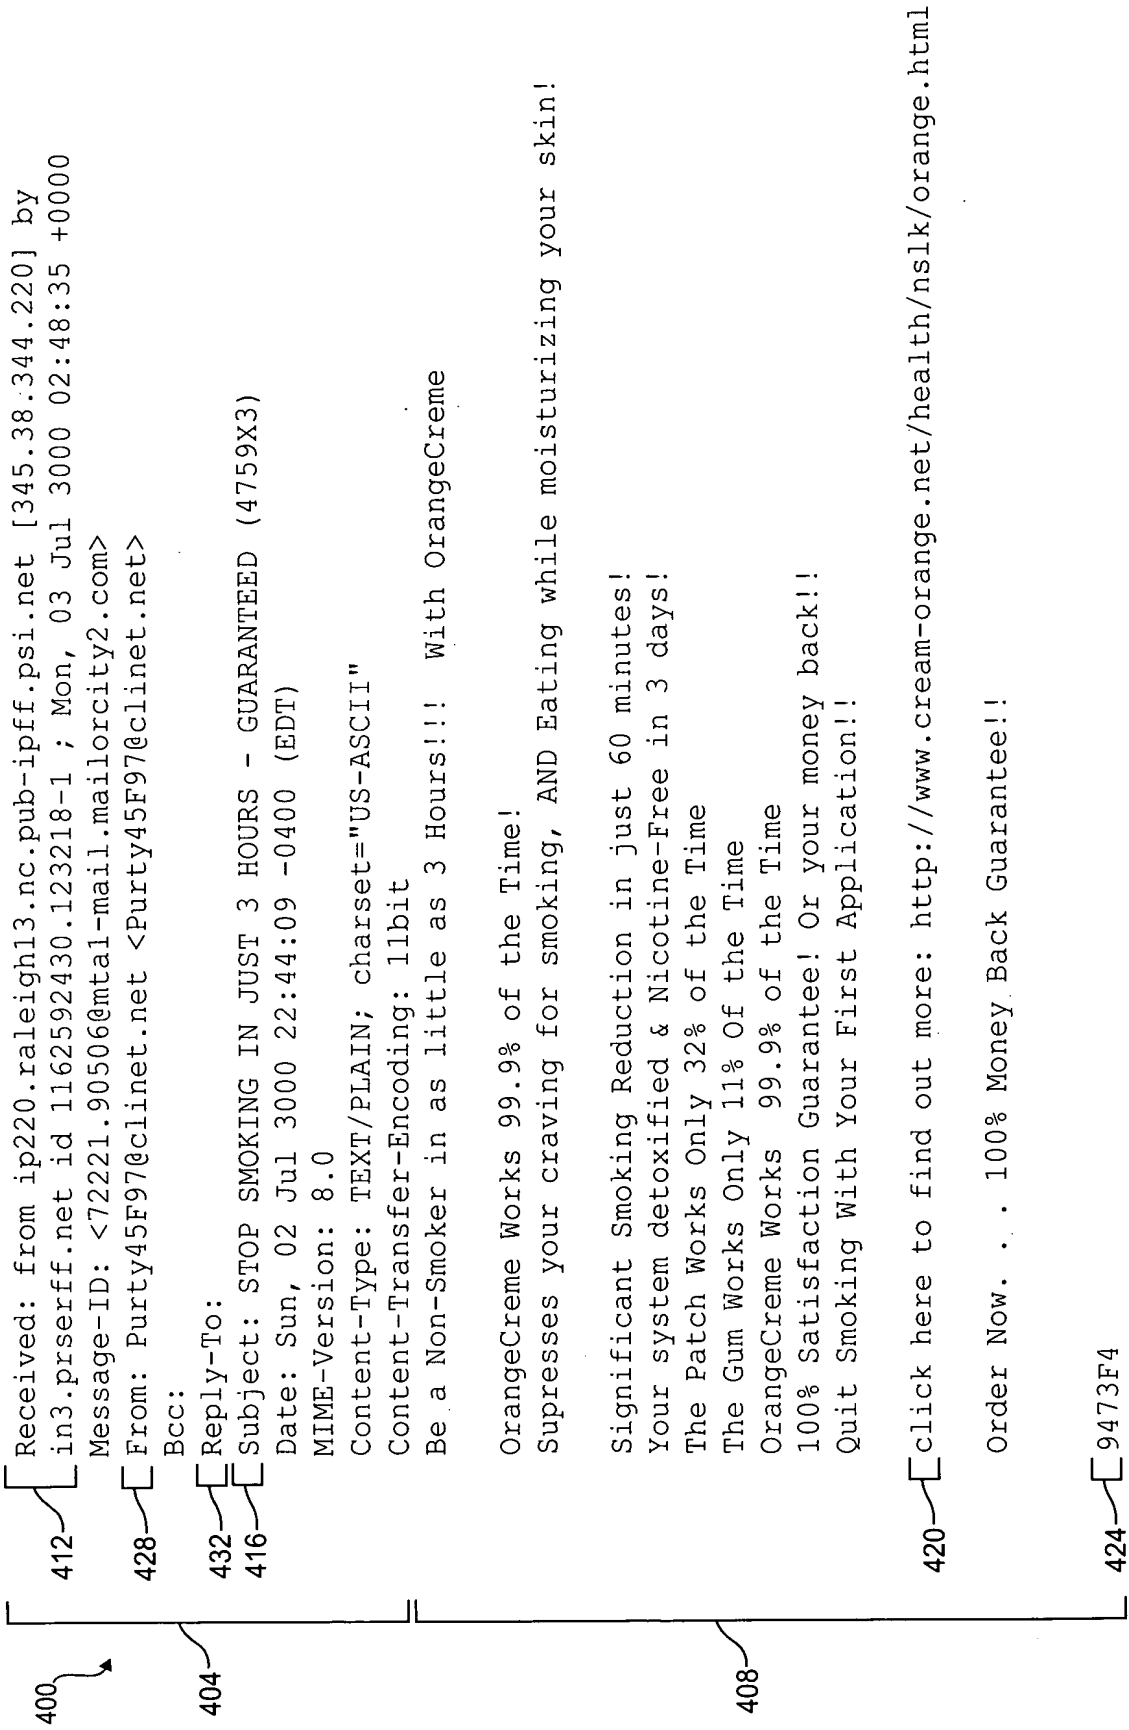 400
404
408
412
428
432
416
420
424
Received: from ip220.raleigh13.nc.pub-ipff.psi.net [345.38.344.220] by
in3.prserff.net id 1162592430.123218-1 ; Mon, 03 Jul 3000 02:48:35 +0000
Message-ID: <72221.90506@mtal-mail.mailorcity2.com>
From: Purty45F97@clinet.net <Purty45F97@clinet.net>
Bcc:
Reply-To:
Subject: STOP SMOKING IN JUST 3 HOURS - GUARANTEED (4759X3)
Date: Sun, 02 Jul 3000 22:44:09 -0400 (EDT)
MIME-Version: 8.0
Content-Type: TEXT/PLAIN; charset="US-ASCII"
Content-Transfer-Encoding: 11bit
Be a Non-Smoker in as little as 3 Hours!!!  With OrangeCreme
OrangeCreme Works 99.9% of the Time!
Supresses your craving for smoking, AND Eating while moisturizing your skin!
Significant Smoking Reduction in just 60 minutes!
Your system detoxified & Nicotine-Free in 3 days!
The Patch Works Only 32% of the Time
The Gum Works Only 11% Of the Time
OrangeCreme Works  99.9% of the Time
100% Satisfaction Guarantee! Or your money back!!
Quit Smoking With Your First Application!!
click here to find out more: http://www.cream-orange.net/health/nslk/orange.html
Order Now. . . 100% Money Back Guarantee!!
9473F4